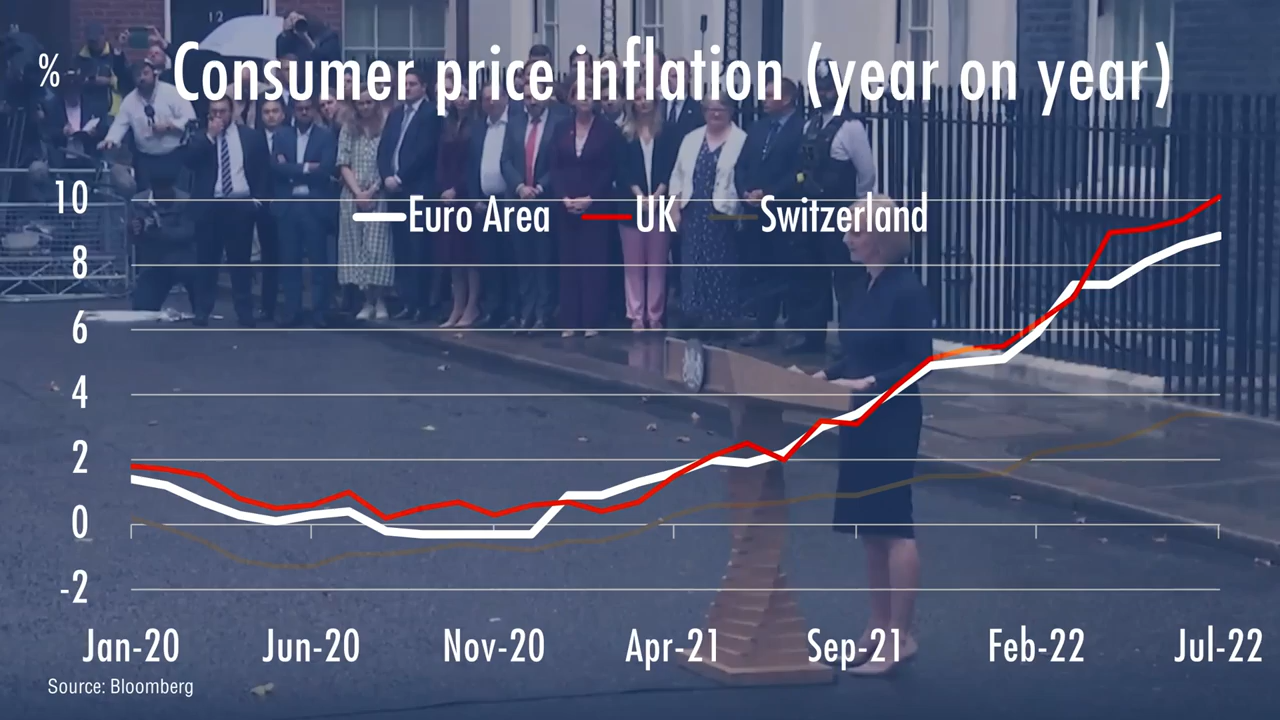 12
%
Consumer price inflation (year on year)
10
Euro Area
UK
Switzerland
8
6
4
2
0
-2
Jan-20
Jun-20
Nov-20
Apr-21
Sep-21
Feb-22
Jul-22
Source: Bloomberg